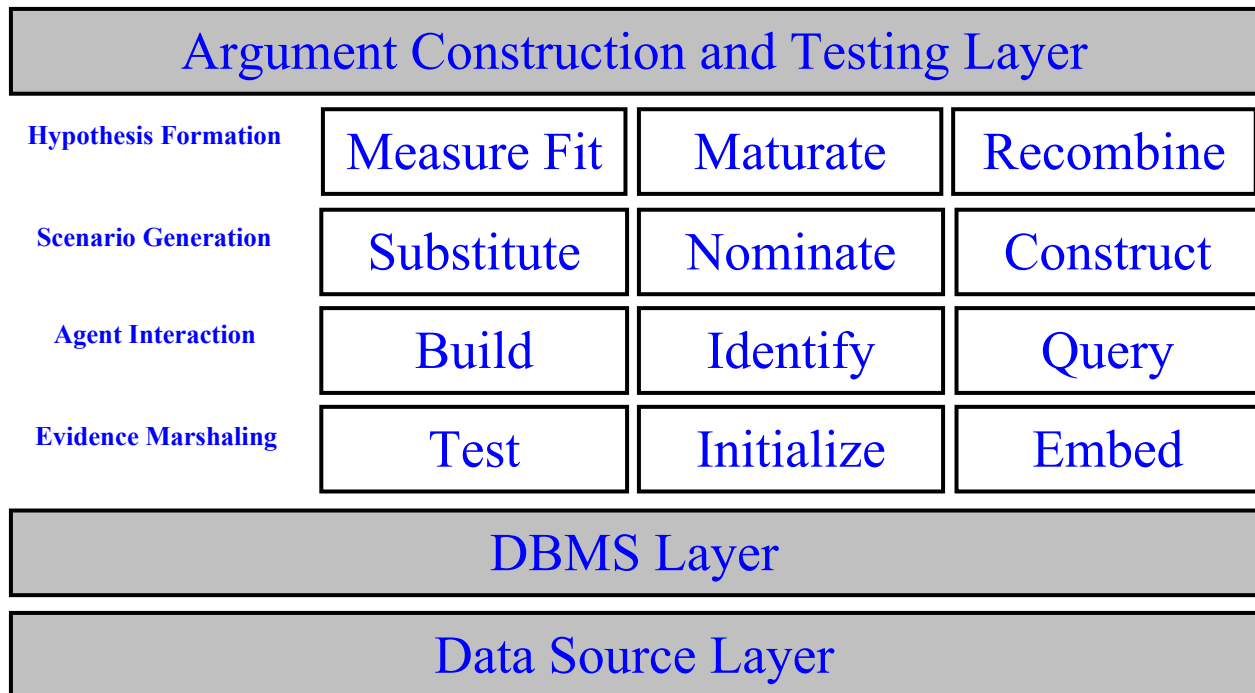 Argument Construction and Testing Layer
Hypothesis Formation
Measure Fit
Maturate
Recombine
Scenario Generation
Substitute
Nominate
Construct
Agent Interaction
Build
Identify
Query
Evidence Marshaling
Test
Initialize
Embed
DBMS Layer
Data Source Layer